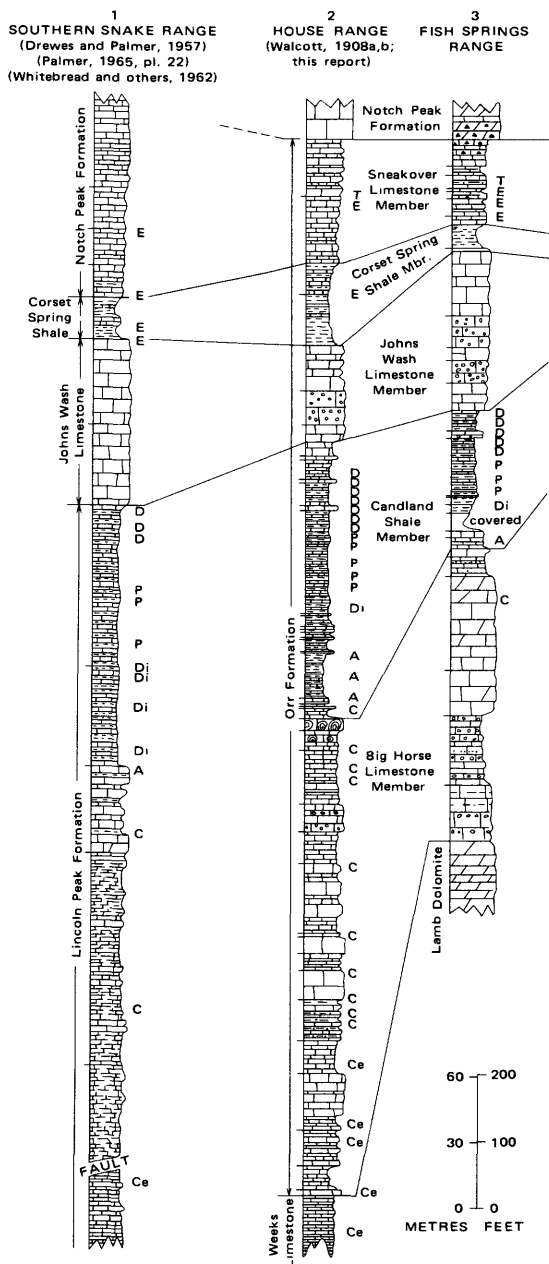 1
SOUTHERN SNAKE RANGE
(Drewes and Palmer, 1957)
(Palmer, 1965, pl. 22)
(Whitebread and others, 1962)
2
HOUSE RANGE
(Walcott, 1908a,b;
this report)
3
FISH SPRINGS
RANGE
Notch Peak Formation
Corset
Spring
Shale
Johns Wash
Limestone
Lincoln Peak Formation
E
E
E
E
D
D
D
P
P
P
Di
Di
Di
Di
A
C
C
FAULT
Ce
Orr Formation
Weeks
Limestone
T
E
E
D
D
D
D
D
D
D
P
P
P
P
P
Di
A
A
A
C
C
C
C
C
C
C
C
C
C
Ce
Ce
Ce
Ce
Ce
Notch Peak
Formation
Sneakover
Limestone
Member
Corset Spring
Shale Mbr.
Johns
Wash
Limestone
Member
Candland
Shale
Member
Big Horse
Limestone
Member
Lamb Dolomite
T
E
E
E
D
D
D
D
D
P
P
P
Di
covered
A
C
60
200
30
100
0
0
METRES FEET